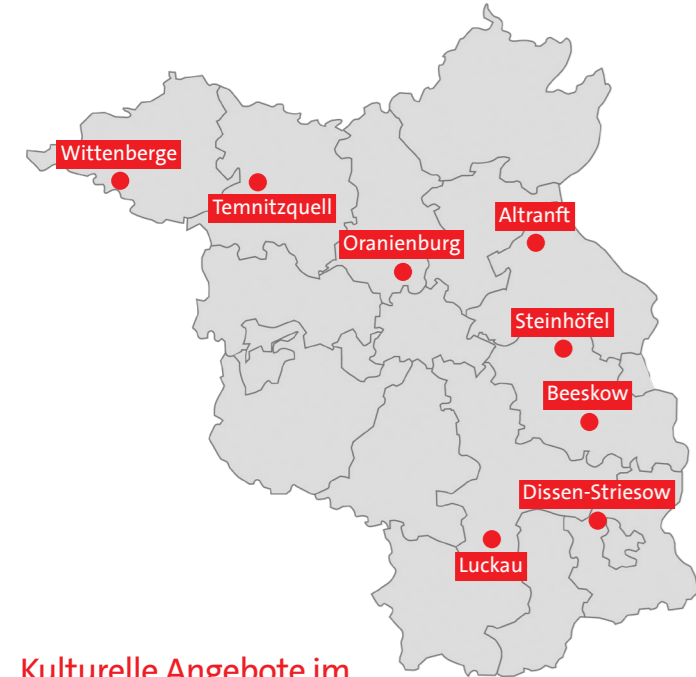 Wittenberge
Temnitzquell
Altranft
Oranienburg
Steinhöfel
Beeskow
Dissen-Striesow
Luckau
Kulturelle Angebote im